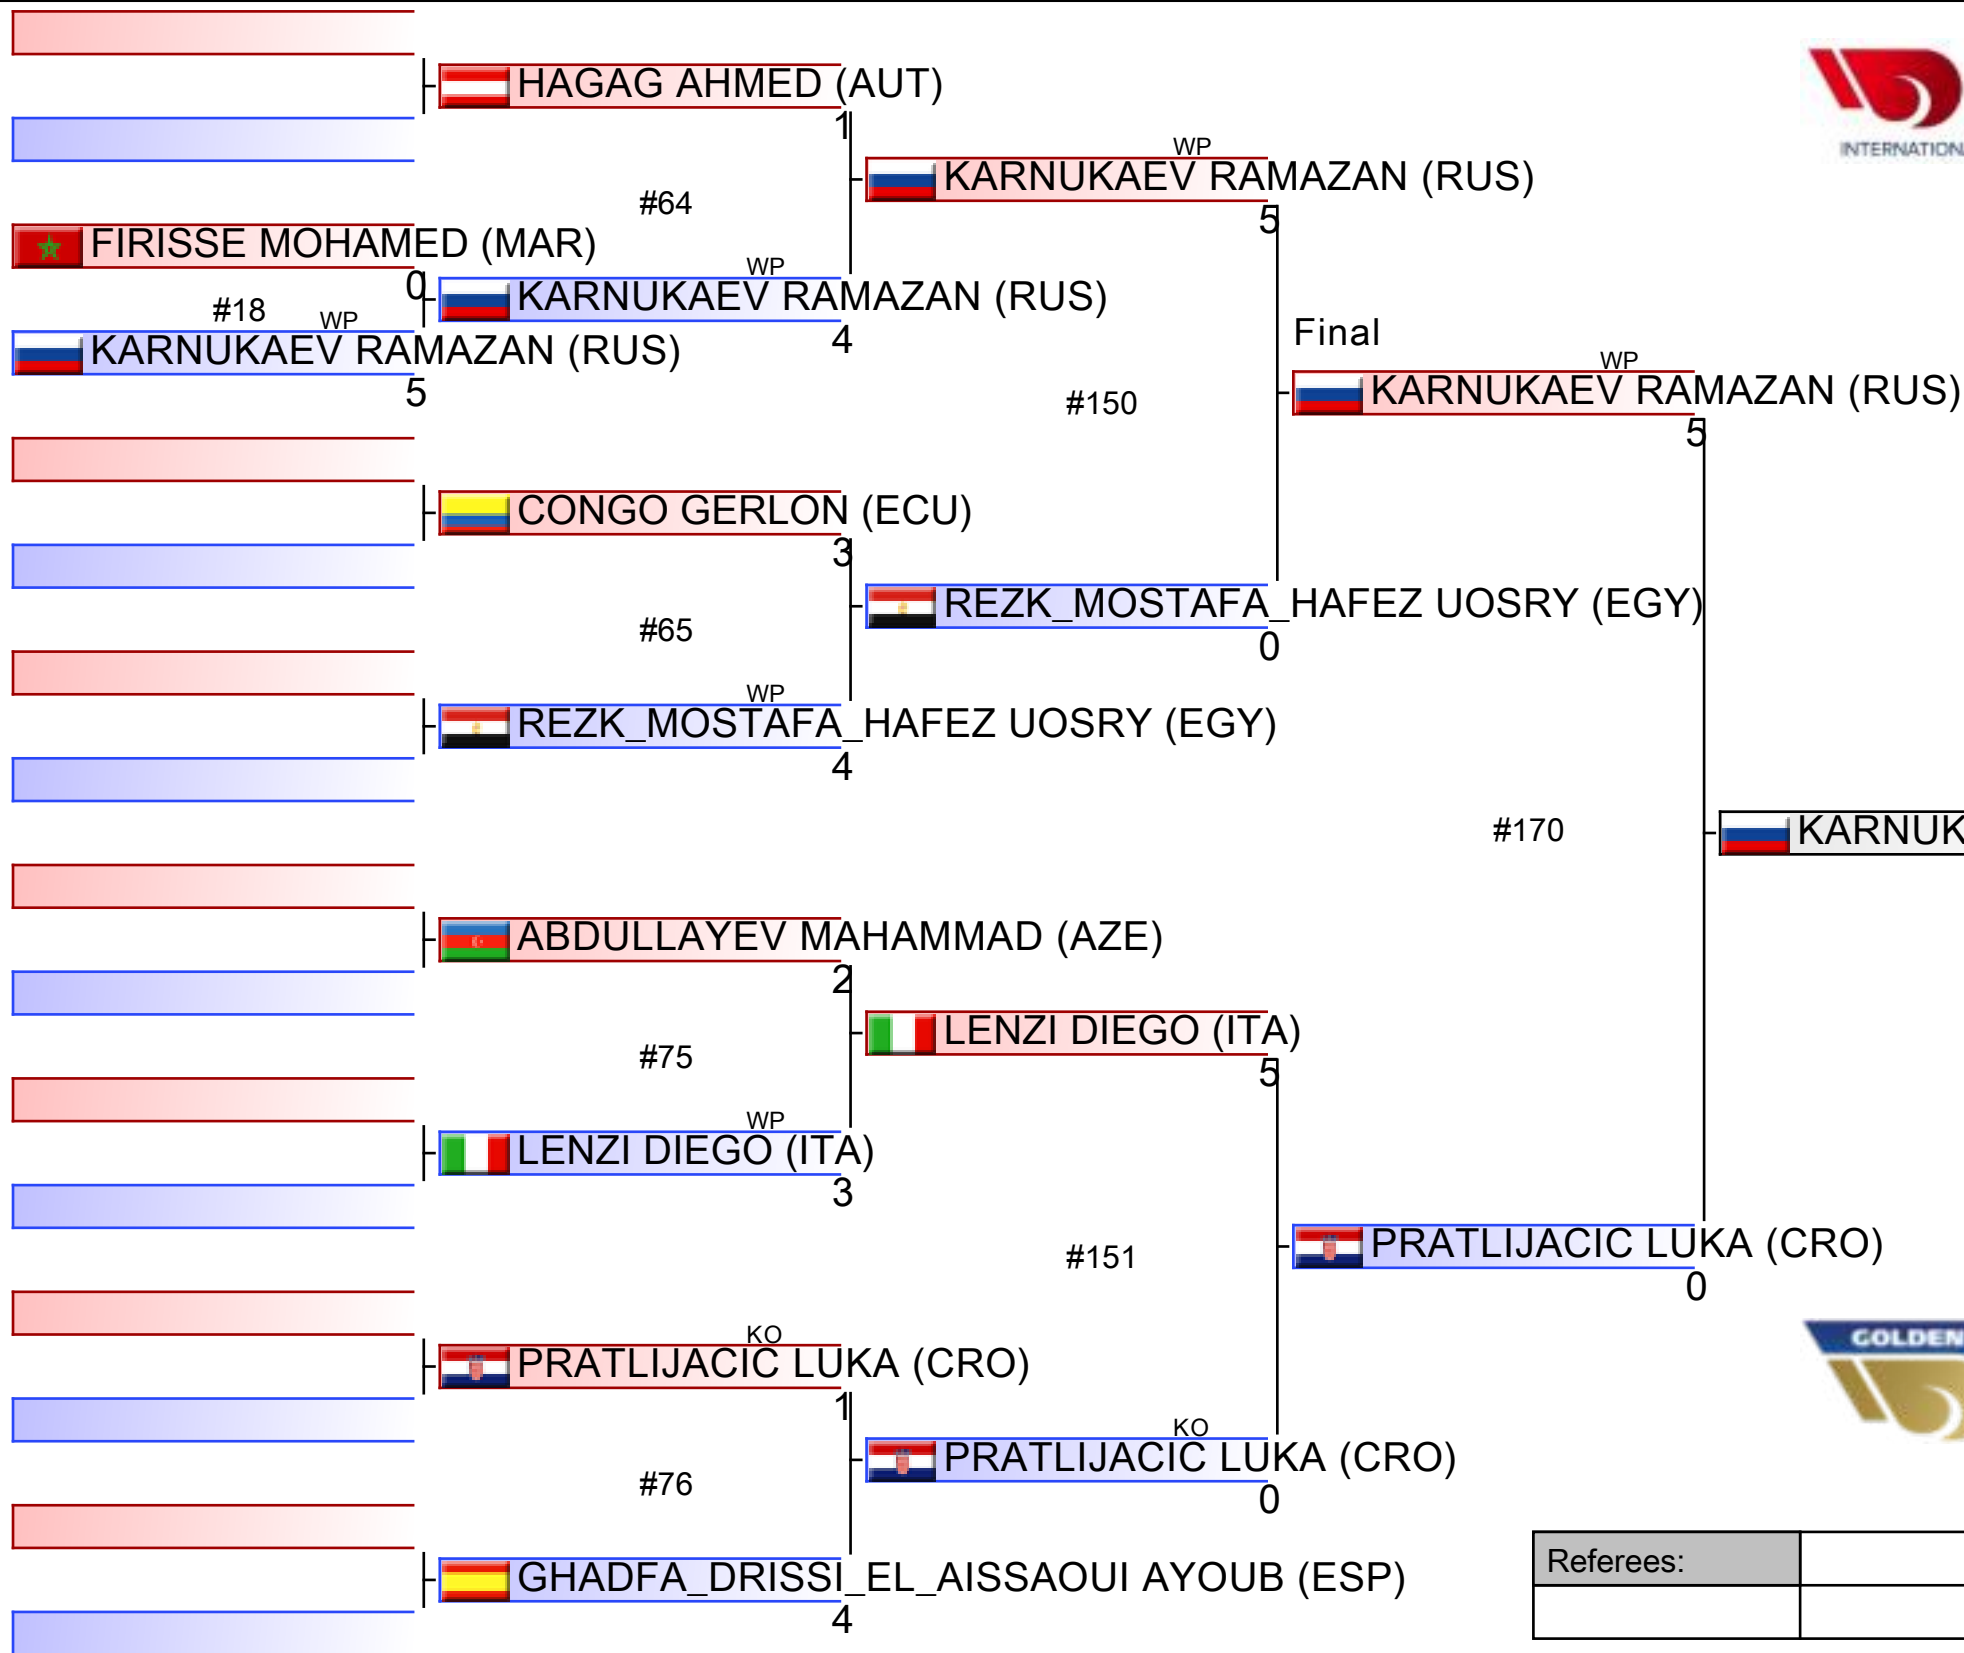 HAGAG AHMED (AUT)
1
INTERNATION
WP
KARNUKAEV RAMAZAN (RUS)
5
#64
FIRISSE MOHAMED (MAR)
0
WP
KARNUKAEV RAMAZAN (RUS)
4
#18
WP
KARNUKAEV RAMAZAN (RUS)
5
Final
WP
KARNUKAEV RAMAZAN (RUS)
5
#150
CONGO GERLON (ECU)
3
REZK_MOSTAFA_HAFEZ UOSRY (EGY)
0
#65
WP
REZK_MOSTAFA_HAFEZ UOSRY (EGY)
4
#170
KARNUK
ABDULLAYEV MAHAMMAD (AZE)
2
LENZI DIEGO (ITA)
5
#75
WP
LENZI DIEGO (ITA)
3
#151
PRATLIJACIC LUKA (CRO)
0
KO
PRATLIJACIC LUKA (CRO)
1
GOLDEN
KO
PRATLIJACIC LUKA (CRO)
0
#76
GHADFA_DRISSI_EL_AISSAOUI AYOUB (ESP)
4
Referees: